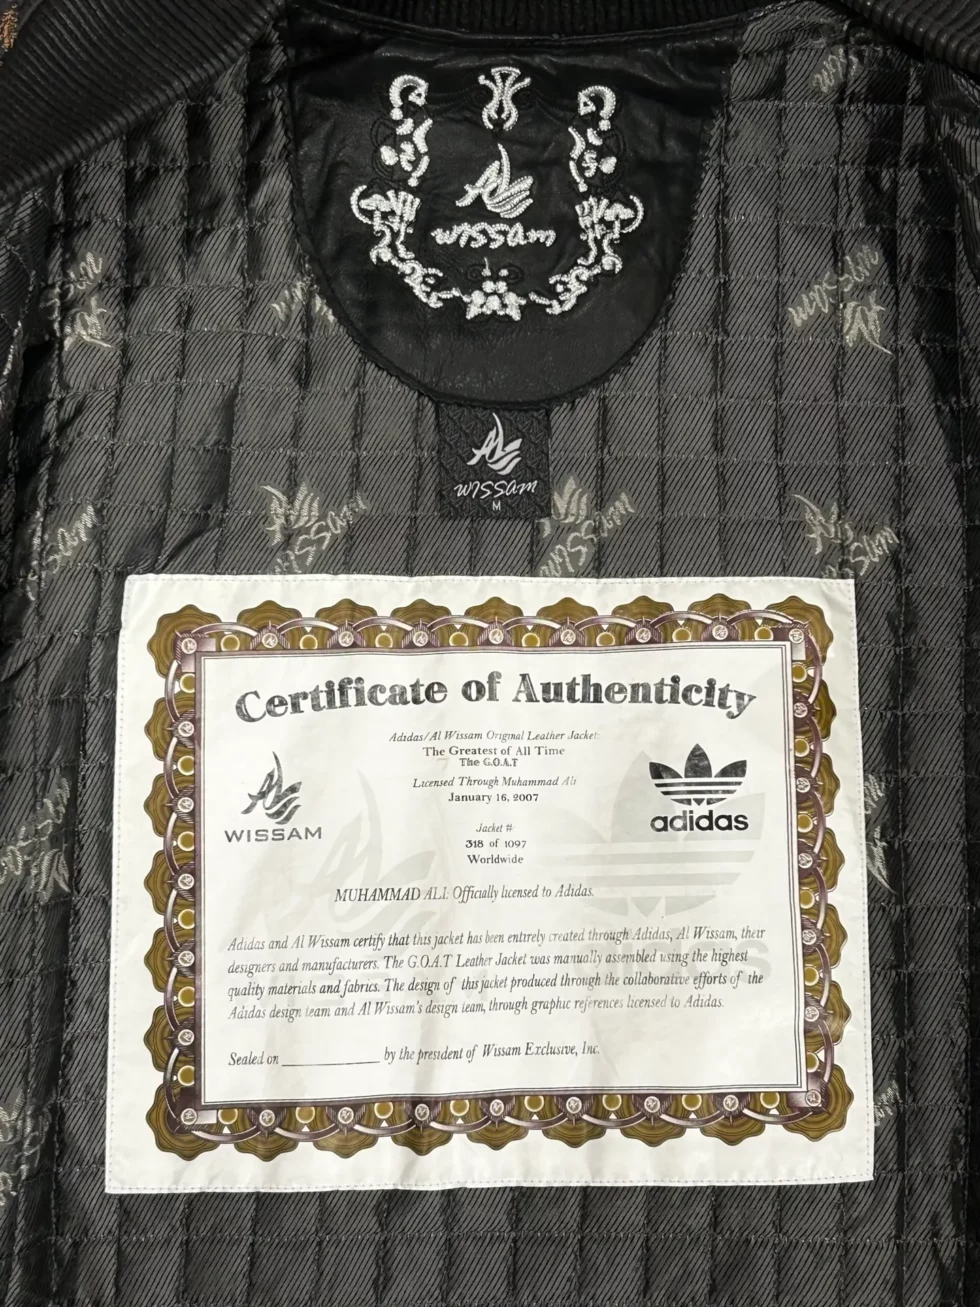 WISSAM
AL
WISSAM
M
Certificate of Authenticity
Adidas/Al Wissam Original Leather Jacket:
The Greatest of All Time
The G.O.A.T
Licensed Through Muhammad Ali
January 16, 2007
WISSAM
adidas
Jacket #
318 of 1097
Worldwide
MUHAMMAD ALI: Officially licensed to Adidas.
Adidas and Al Wissam certify that this jacket has been entirely created through Adidas, Al Wissam, their
designers and manufacturers. The G.O.A.T Leather Jacket was manually assembled using the highest
quality materials and fabrics. The design of this jacket produced through the collaborative efforts of the
Adidas design team and Al Wissam's design team, through graphic references licensed to Adidas.
Sealed on ____________ by the president of Wissam Exclusive, Inc.